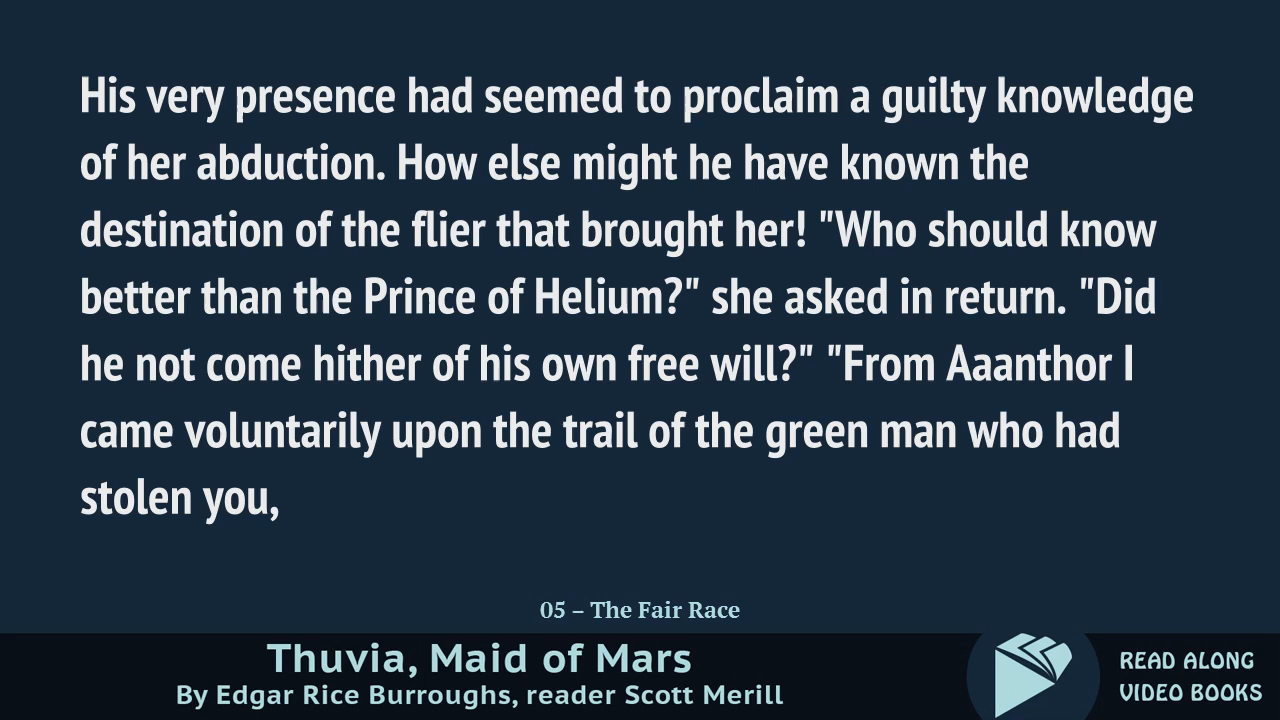 His very presence had seemed to proclaim a guilty knowledge
of her abduction. How else might he have known the
destination of the flier that brought her! "Who should know
better than the Prince of Helium?" she asked in return. "Did
he not come hither of his own free will?" "From Aaanthor I
came voluntarily upon the trail of the green man who had
stolen you,
05 – The Fair Race
Thuvia, Maid of Mars
By Edgar Rice Burroughs, reader Scott Merill
READ ALONG
VIDEO BOOKS